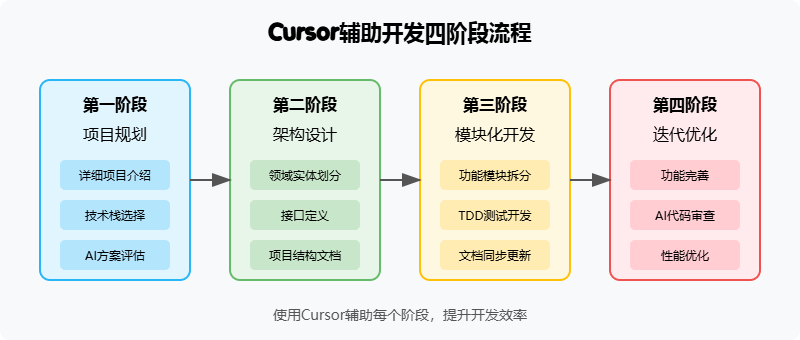 Cursor辅助开发四阶段流程
第一阶段
项目规划
详细项目介绍
技术栈选择
AI方案评估
第二阶段
架构设计
领域实体划分
接口定义
项目结构文档
第三阶段
模块化开发
功能模块拆分
TDD测试开发
文档同步更新
第四阶段
迭代优化
功能完善
AI代码审查
性能优化
使用Cursor辅助每个阶段，提升开发效率